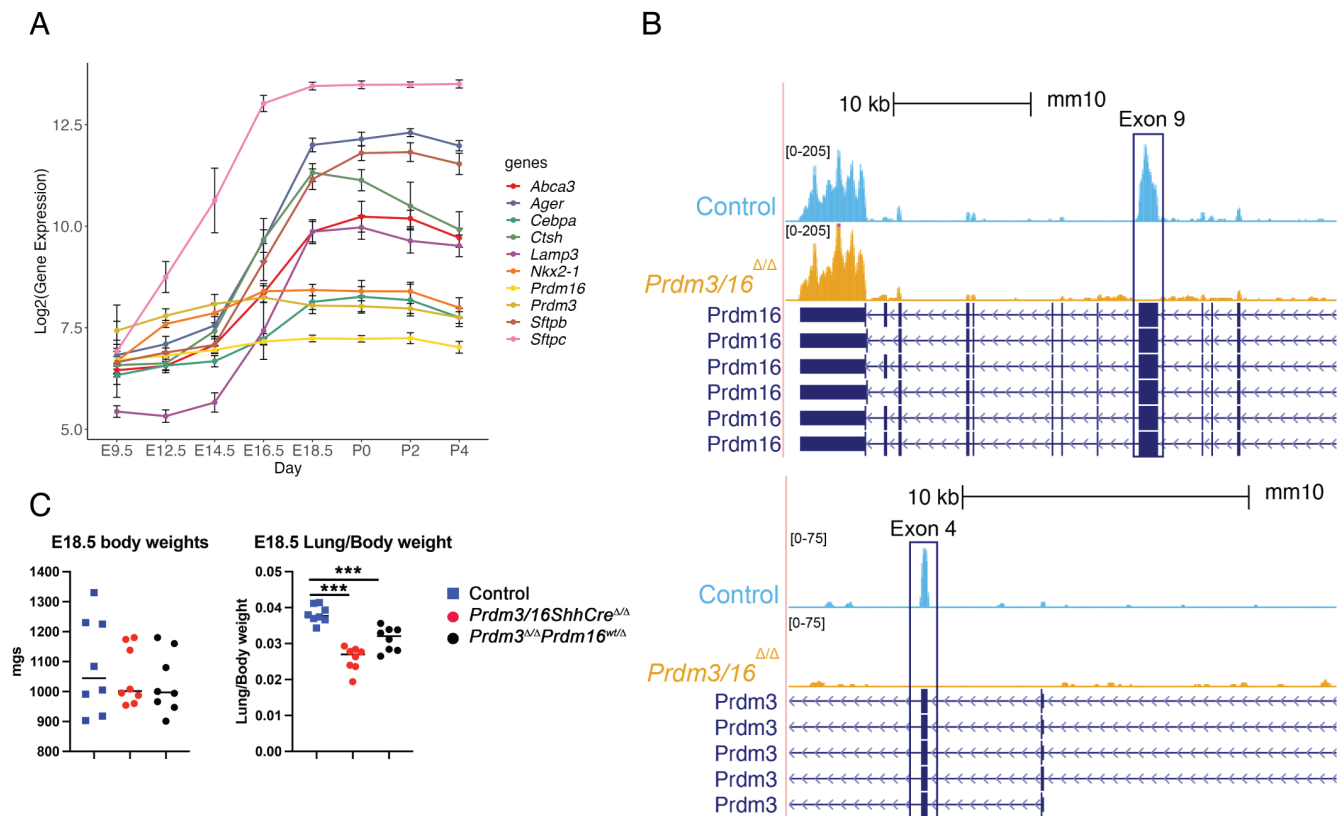 A
Log2(Gene Expression)
12.5
10.0
7.5
5.0
E9.5 E12.5 E14.5 E16.5 E18.5 P0 P2 P4
Day
genes
Abca3
Ager
Cebpa
Ctsh
Lamp3
Nkx2-1
Prdm16
Prdm3
Sftpb
Sftpc
B
10 kb mm10
Exon 9
[0-205]
Control
[0-205]
Prdm3/16 Δ/Δ
Prdm16
Prdm16
Prdm16
Prdm16
Prdm16
Prdm16
10 kb mm10
Exon 4
[0-75]
Control
[0-75]
Prdm3/16 Δ/Δ
Prdm3
Prdm3
Prdm3
Prdm3
Prdm3
C
E18.5 body weights
mgs
1400
1300
1200
1100
1000
900
800
E18.5 Lung/Body weight
Lung/Body weight
0.05
0.04
0.03
0.02
0.01
0.00
***
***
Control
Prdm3/16ShhCreΔ/Δ
Prdm3Δ/ΔPrdm16wt/Δ